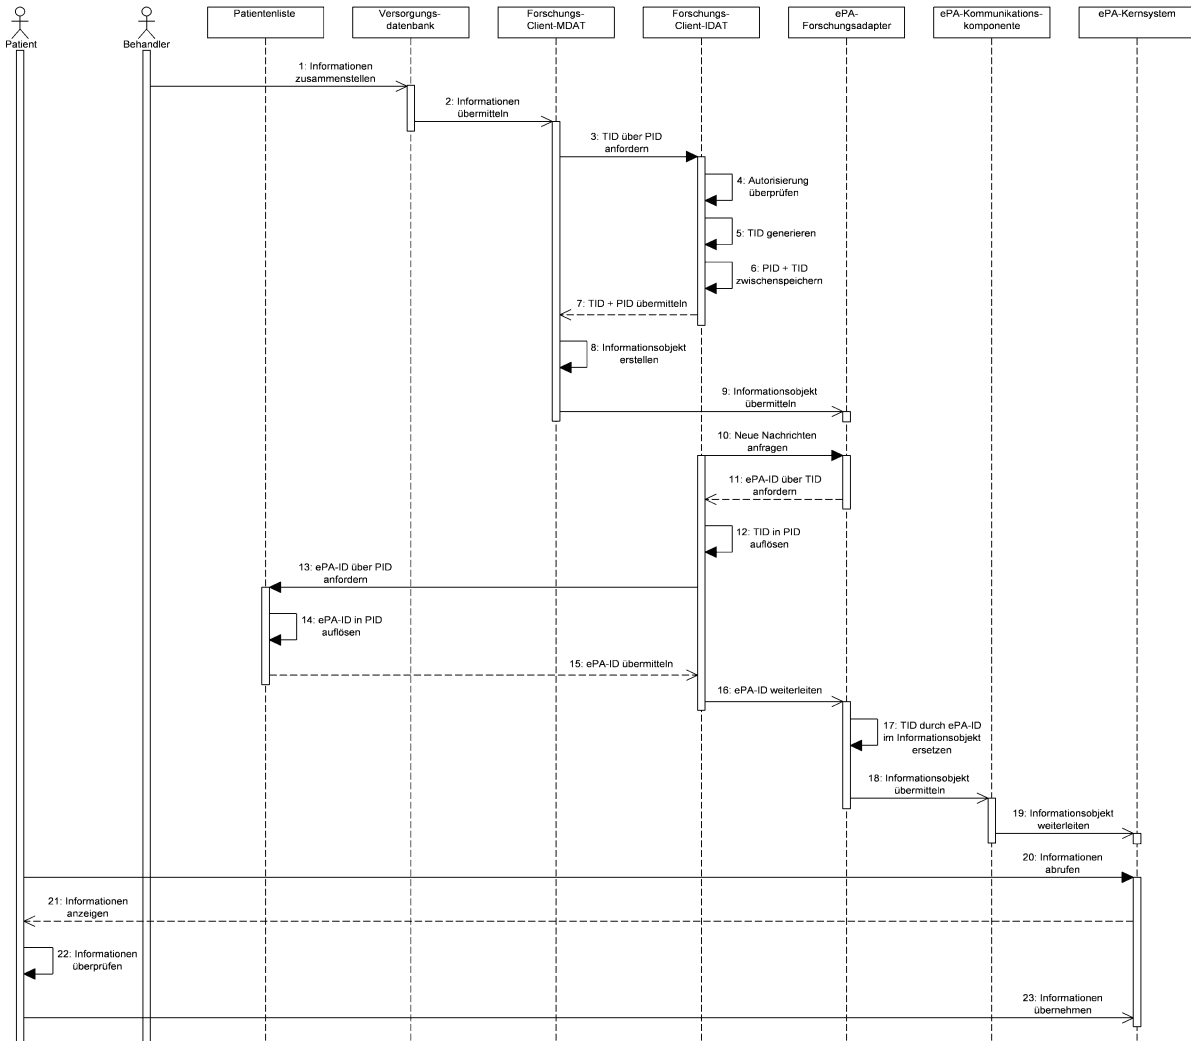 Patient
Behandler
Patientenliste
Versorgungs-
datenbank
Forschungs-
Client-MDAT
Forschungs-
Client-IDAT
ePA-
Forschungsadapter
ePA-Kommunikations-
komponente
ePA-Kernsystem
1: Informationen
zusammenstellen
2: Informationen
übermitteln
3: TID über PID
anfordern
4: Autorisierung
überprüfen
5: TID generieren
6: PID + TID
zwischenspeichern
7: TID + PID übermitteln
8: Informationsobjekt
erstellen
9: Informationsobjekt
übermitteln
10: Neue Nachrichten
anfragen
11: ePA-ID über TID
anfordern
12: TID in PID
auflösen
13: ePA-ID über PID
anfordern
14: ePA-ID in PID
auflösen
15: ePA-ID übermitteln
16: ePA-ID weiterleiten
17: TID durch ePA-ID
im Informationsobjekt
ersetzen
18: Informationsobjekt
übermitteln
19: Informationsobjekt
weiterleiten
20: Informationen
abrufen
21: Informationen
anzeigen
22: Informationen
überprüfen
23: Informationen
übernehmen